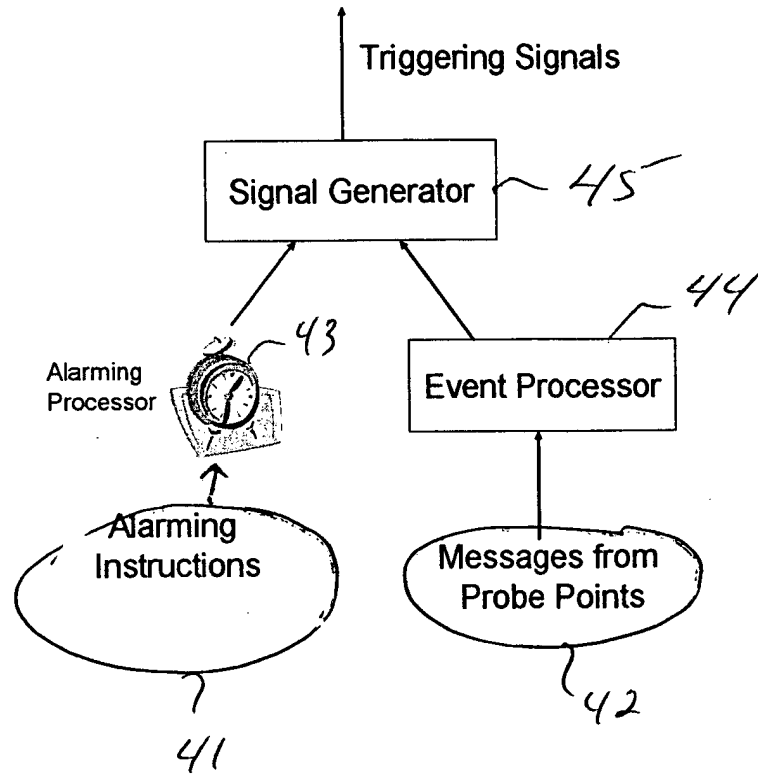 Triggering Signals
Signal Generator
45
44
43
Alarming
Processor
Event Processor
Alarming
Instructions
Messages from
Probe Points
42
41